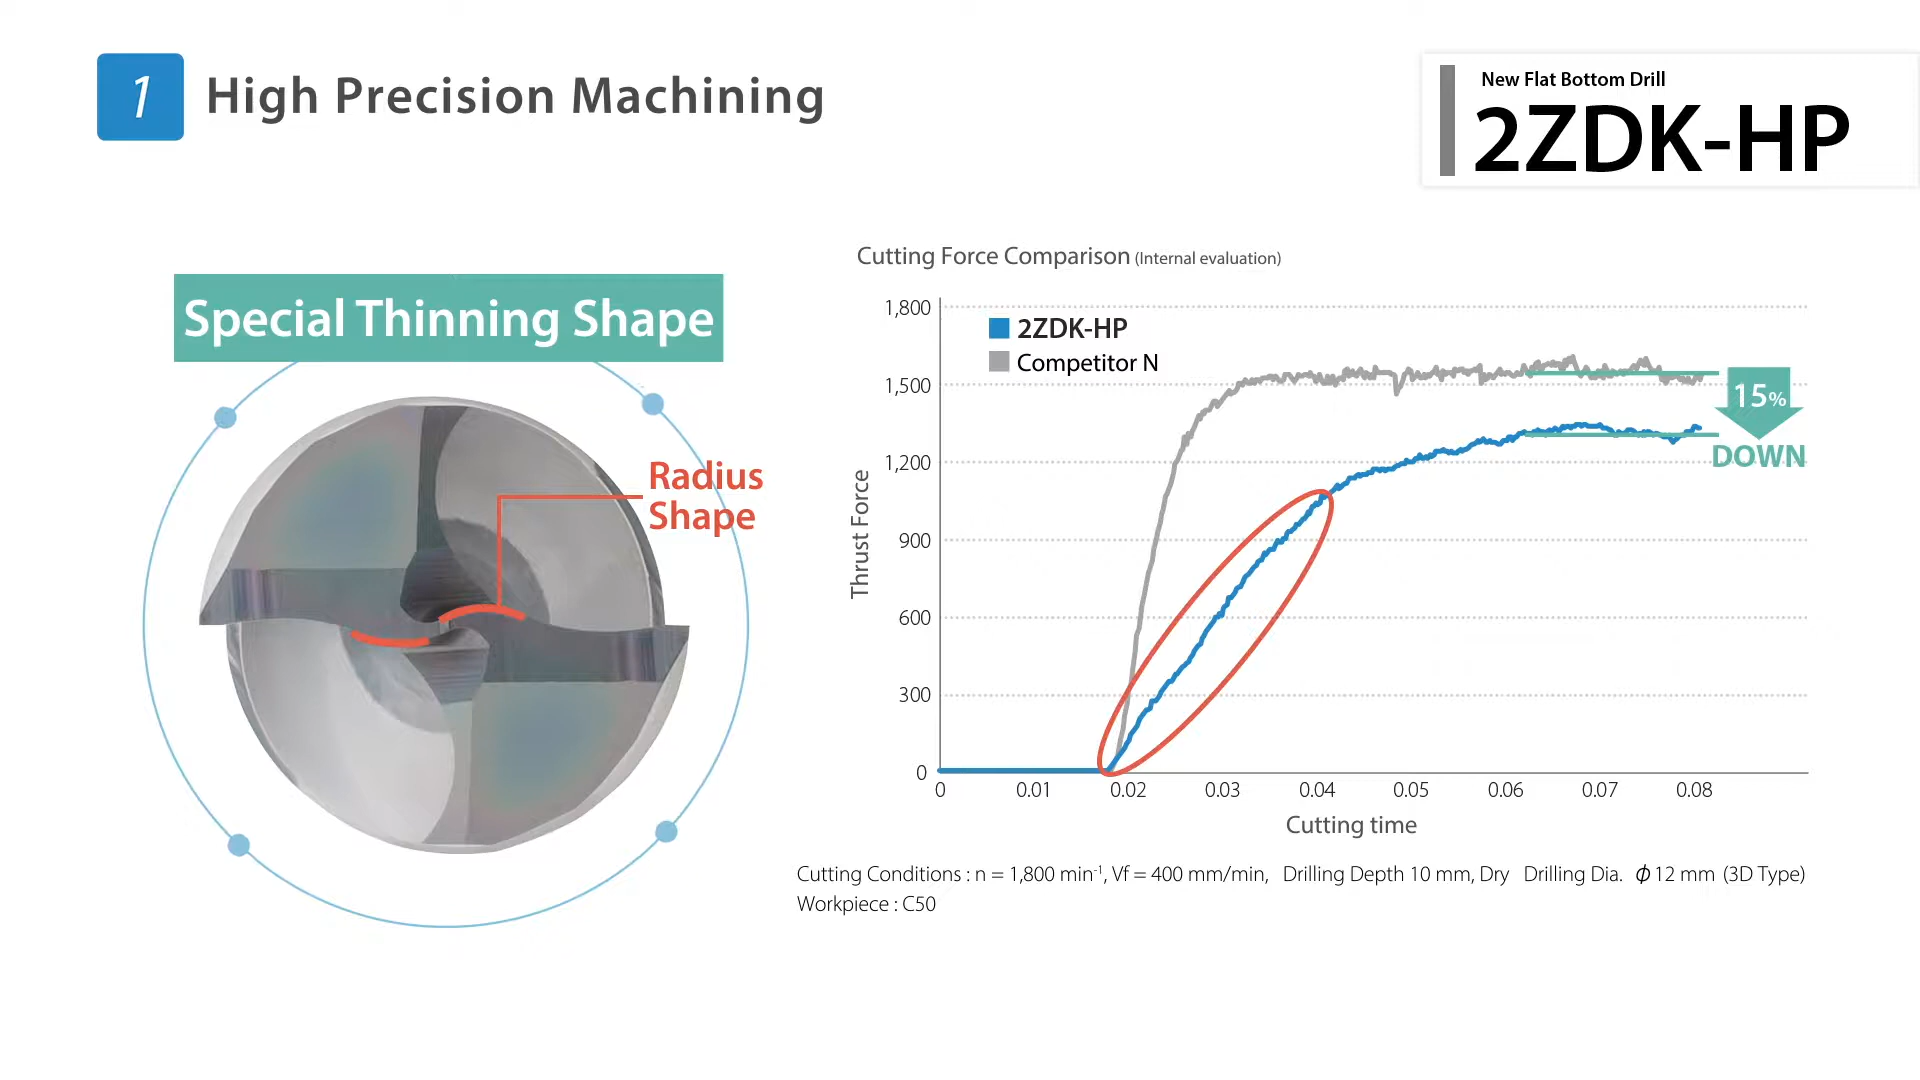 1 High Precision Machining
New Flat Bottom Drill
2ZDK-HP
Special Thinning Shape
Radius
Shape
Cutting Force Comparison (Internal evaluation)
2ZDK-HP
Competitor N
Thrust Force
1,800
1,500
1,200
900
600
300
0
15%
DOWN
0 0.01 0.02 0.03 0.04 0.05 0.06 0.07 0.08
Cutting time
Cutting Conditions : n = 1,800 min⁻¹, Vf = 400 mm/min, Drilling Depth 10 mm, Dry Drilling Dia. ϕ 12 mm (3D Type)
Workpiece : C50